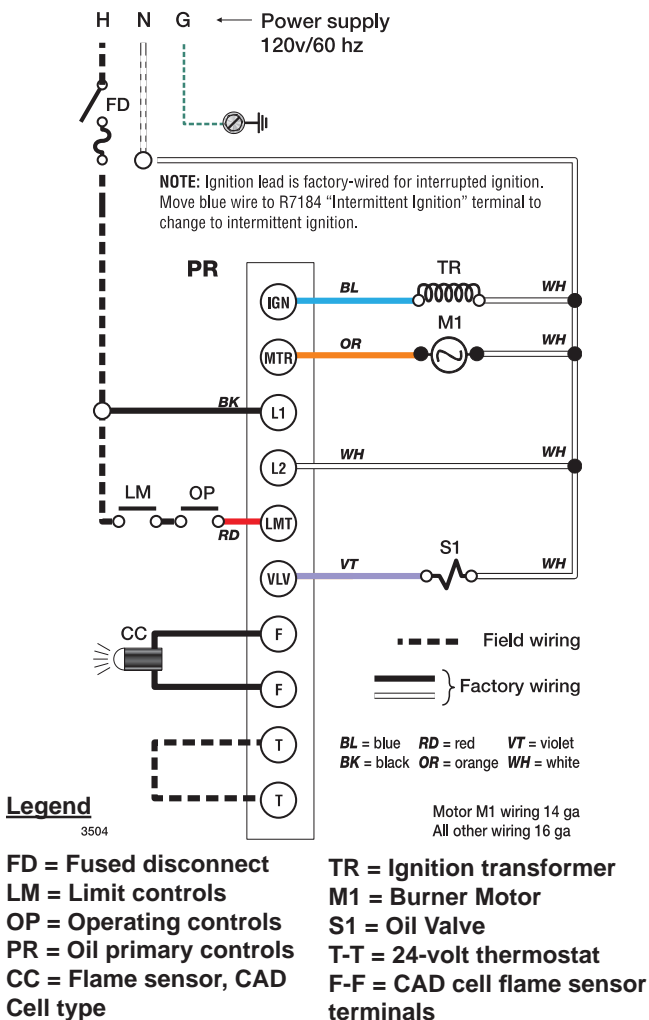 H N G ← Power supply
120v/60 hz
FD
NOTE: Ignition lead is factory-wired for interrupted ignition.
Move blue wire to R7184 “Intermittent Ignition” terminal to
change to intermittent ignition.
PR
TR
IGN BL WH
M1
MTR OR WH
BK L1
L2 WH WH
LM OP
RD LMT
S1
VLV VT WH
CC F
F
T
T
Field wiring
Factory wiring
BL = blue RD = red VT = violet
BK = black OR = orange WH = white
Motor M1 wiring 14 ga
All other wiring 16 ga
Legend
3504
FD = Fused disconnect
LM = Limit controls
OP = Operating controls
PR = Oil primary controls
CC = Flame sensor, CAD
Cell type
TR = Ignition transformer
M1 = Burner Motor
S1 = Oil Valve
T-T = 24-volt thermostat
F-F = CAD cell flame sensor
terminals